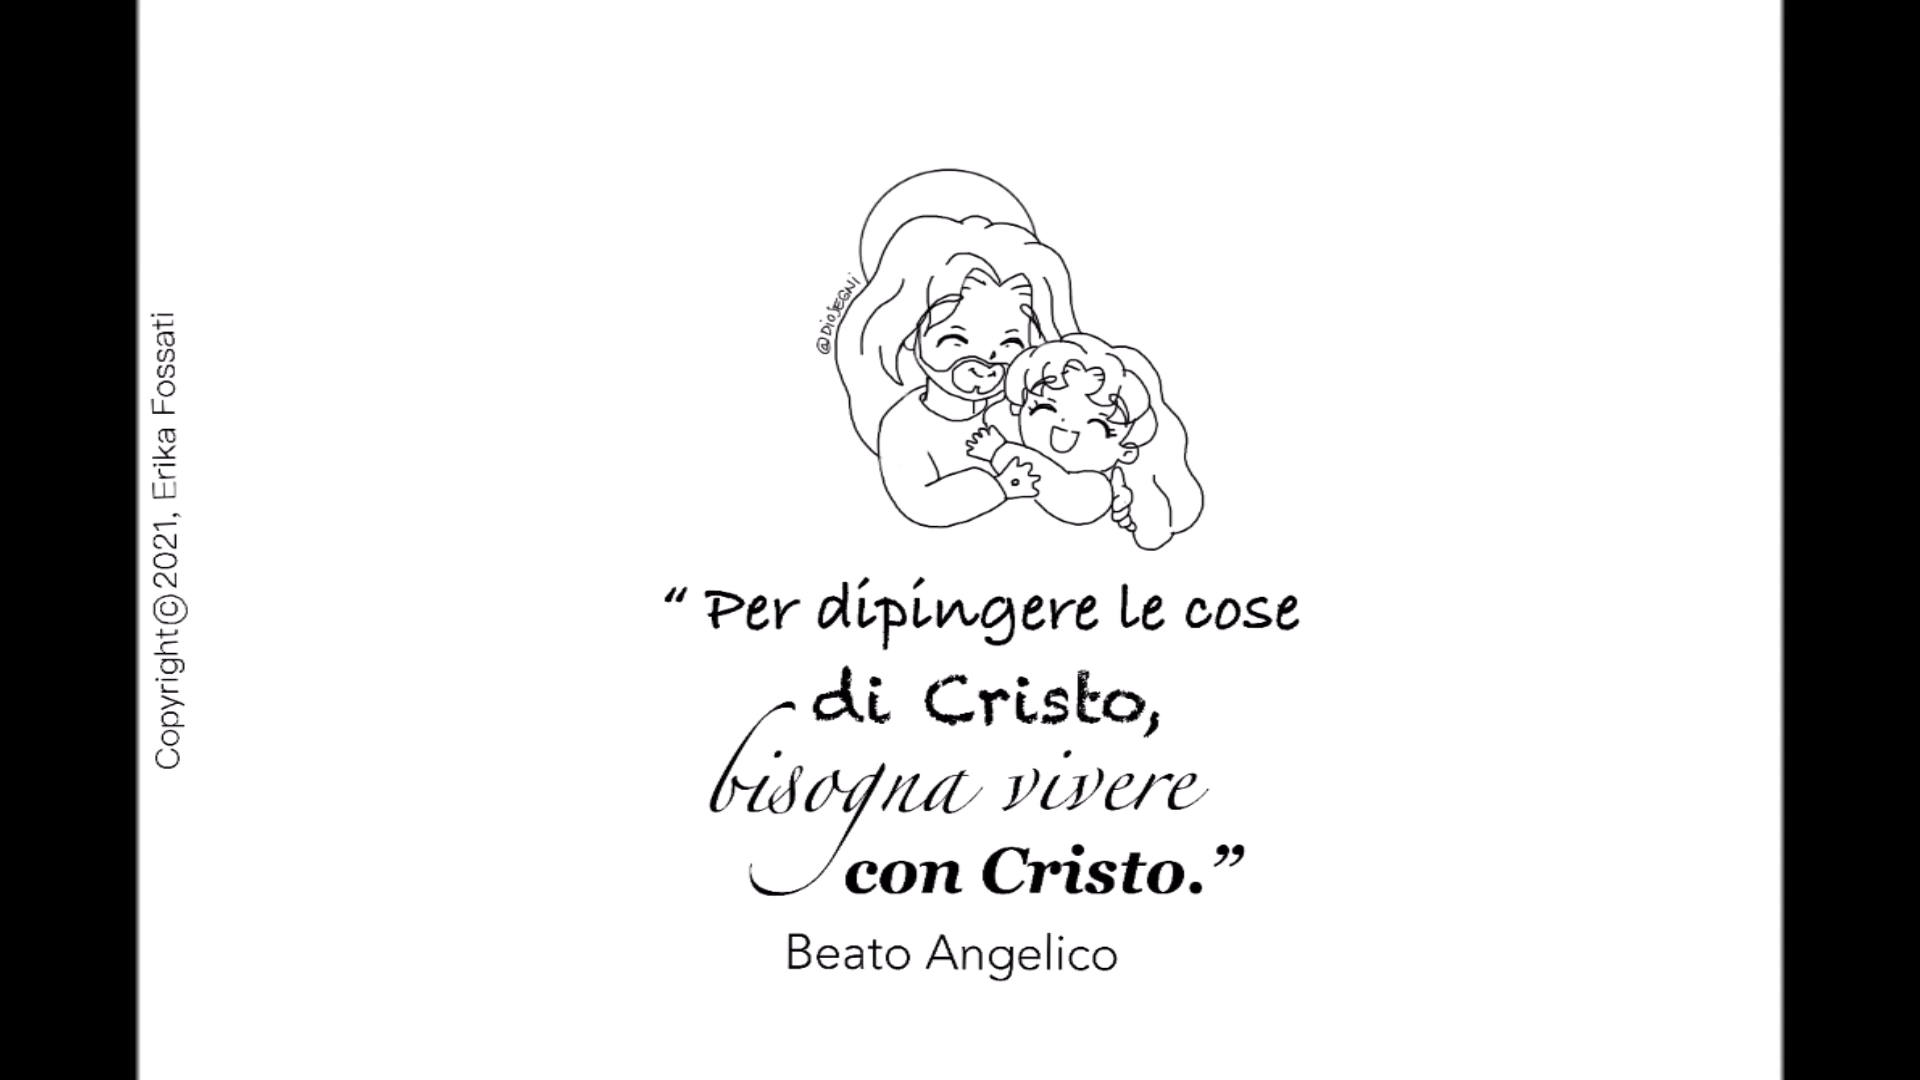 @DioSEGNi
Copyright©2021, Erika Fossati
“ Per dipingere le cose
di Cristo,
bisogna vivere
con Cristo.”
Beato Angelico